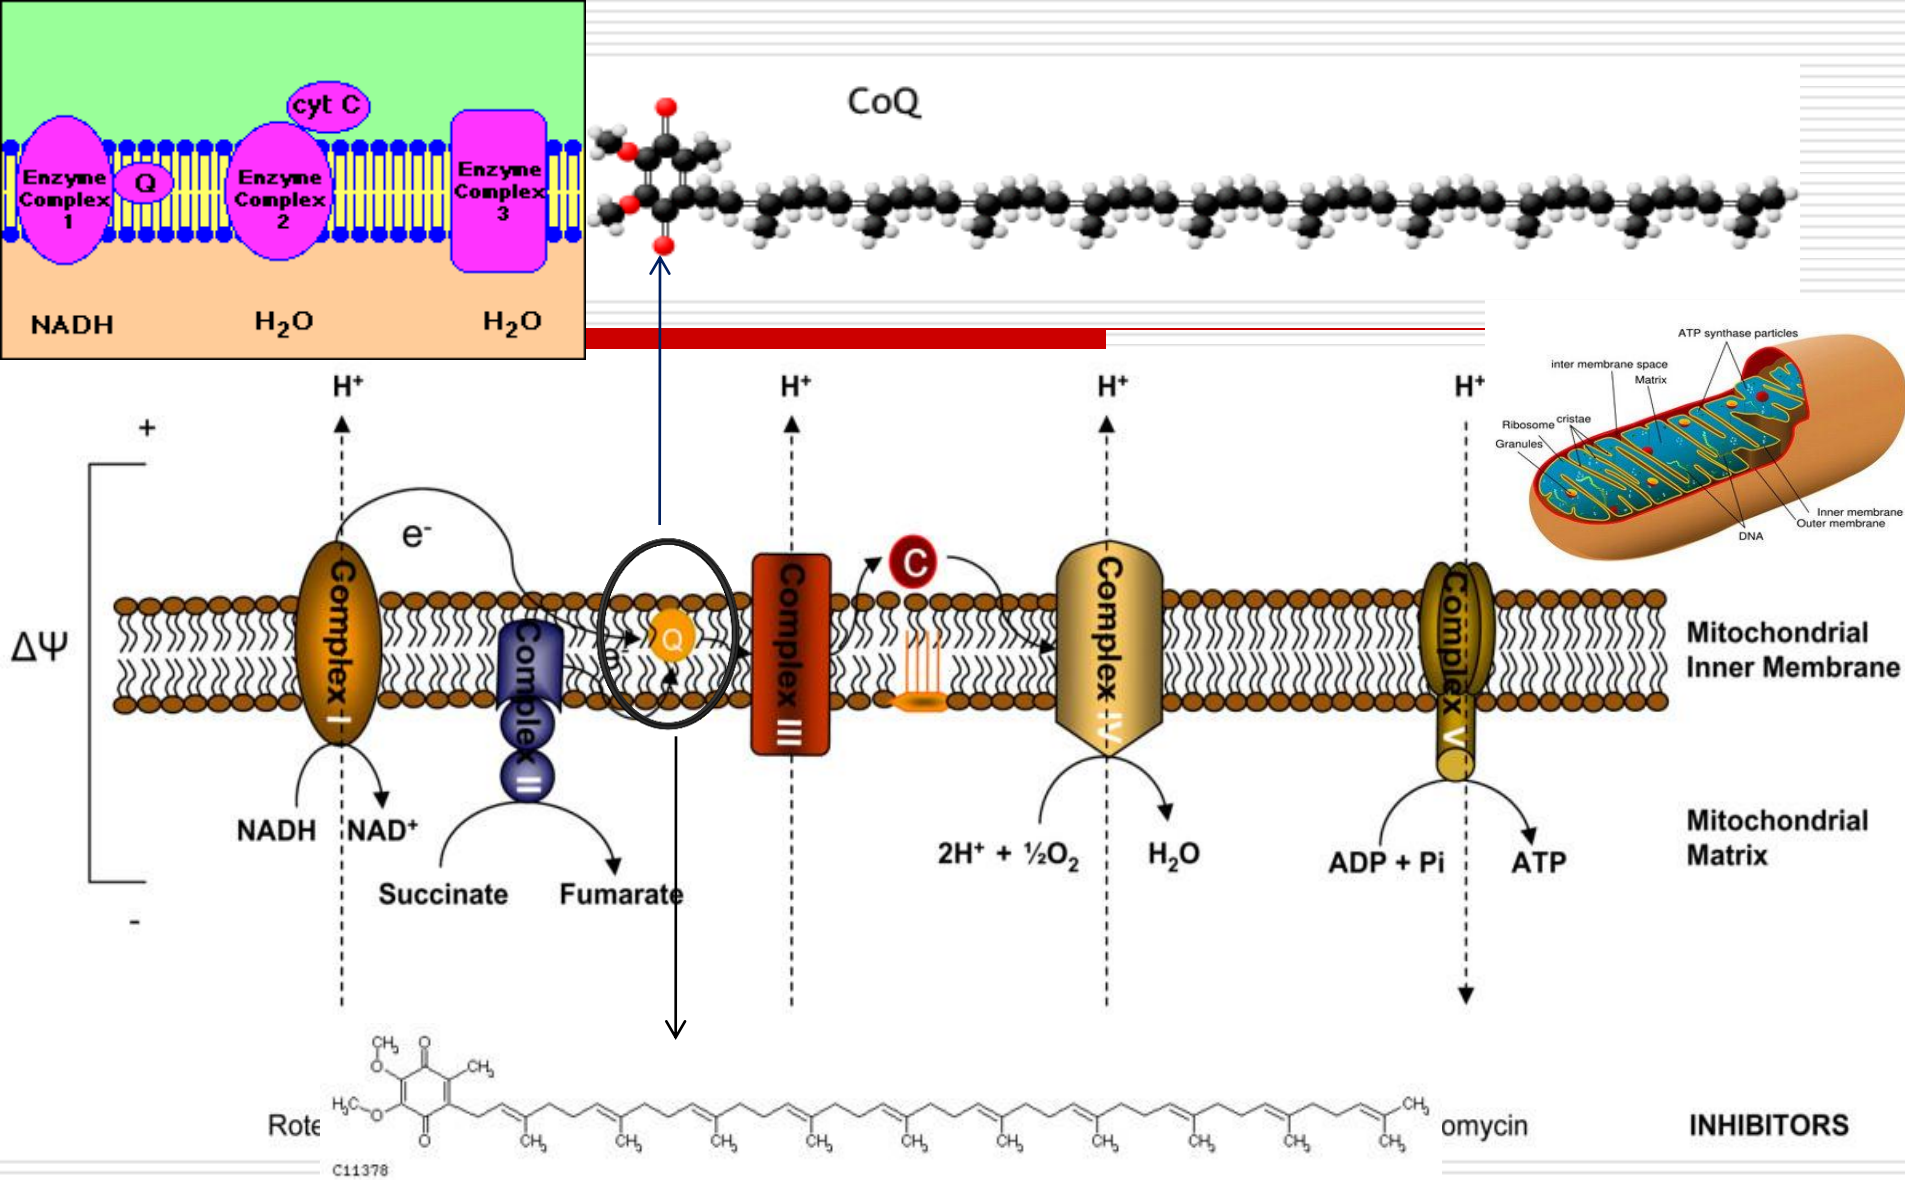 cyt C
Enzyme
Complex
1
Q
Enzyme
Complex
2
Enzyme
Complex
3
NADH
H₂O
H₂O
CoQ
ATP synthase particles
inter membrane space
Matrix
Ribosome
cristae
Granules
Inner membrane
Outer membrane
DNA
H⁺
H⁺
H⁺
H⁺
+
ΔΨ
-
e⁻
Complex I
Complex II
Q
e⁻
Complex III
C
Complex IV
Complex V
Mitochondrial
Inner Membrane
NADH
NAD⁺
Succinate
Fumarate
2H⁺ + ½O₂
H₂O
ADP + Pi
ATP
Mitochondrial
Matrix
CH₃
O
O
CH₃
H₃C
O
O
CH₃
CH₃
CH₃
CH₃
CH₃
CH₃
CH₃
CH₃
CH₃
CH₃
CH₃
Rote
omycin
INHIBITORS
C11378